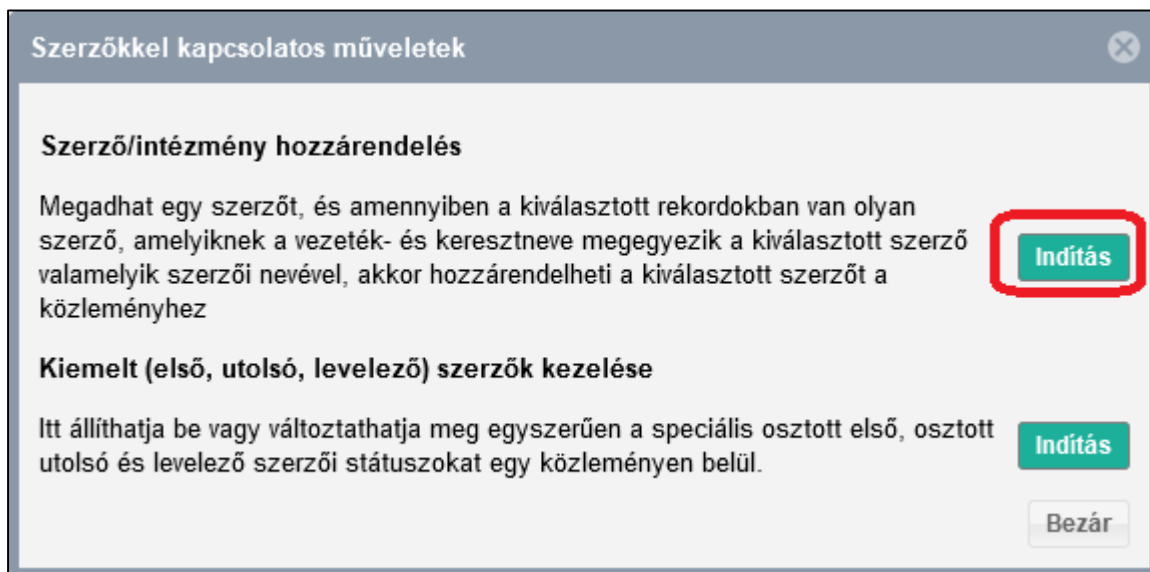 Szerzőkkel kapcsolatos műveletek
Szerző/intézmény hozzárendelés
Megadhat egy szerzőt, és amennyiben a kiválasztott rekordokban van olyan
szerző, amelyiknek a vezeték- és keresztneve megegyezik a kiválasztott szerző
valamelyik szerzői nevével, akkor hozzárendelheti a kiválasztott szerzőt a
közleményhez
Indítás
Kiemelt (első, utolsó, levelező) szerzők kezelése
Itt állíthatja be vagy változtathatja meg egyszerűen a speciális osztott első, osztott
utolsó és levelező szerzői státuszokat egy közleményen belül.
Indítás
Bezár